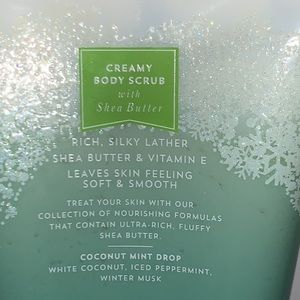 CREAMY
BODY SCRUB
with
Shea Butter
RICH, SILKY LATHER
SHEA BUTTER & VITAMIN E
LEAVES SKIN FEELING
SOFT & SMOOTH
TREAT YOUR SKIN WITH OUR
COLLECTION OF NOURISHING FORMULAS
THAT CONTAIN ULTRA-RICH, FLUFFY
SHEA BUTTER.
COCONUT MINT DROP
WHITE COCONUT, ICED PEPPERMINT,
WINTER MUSK